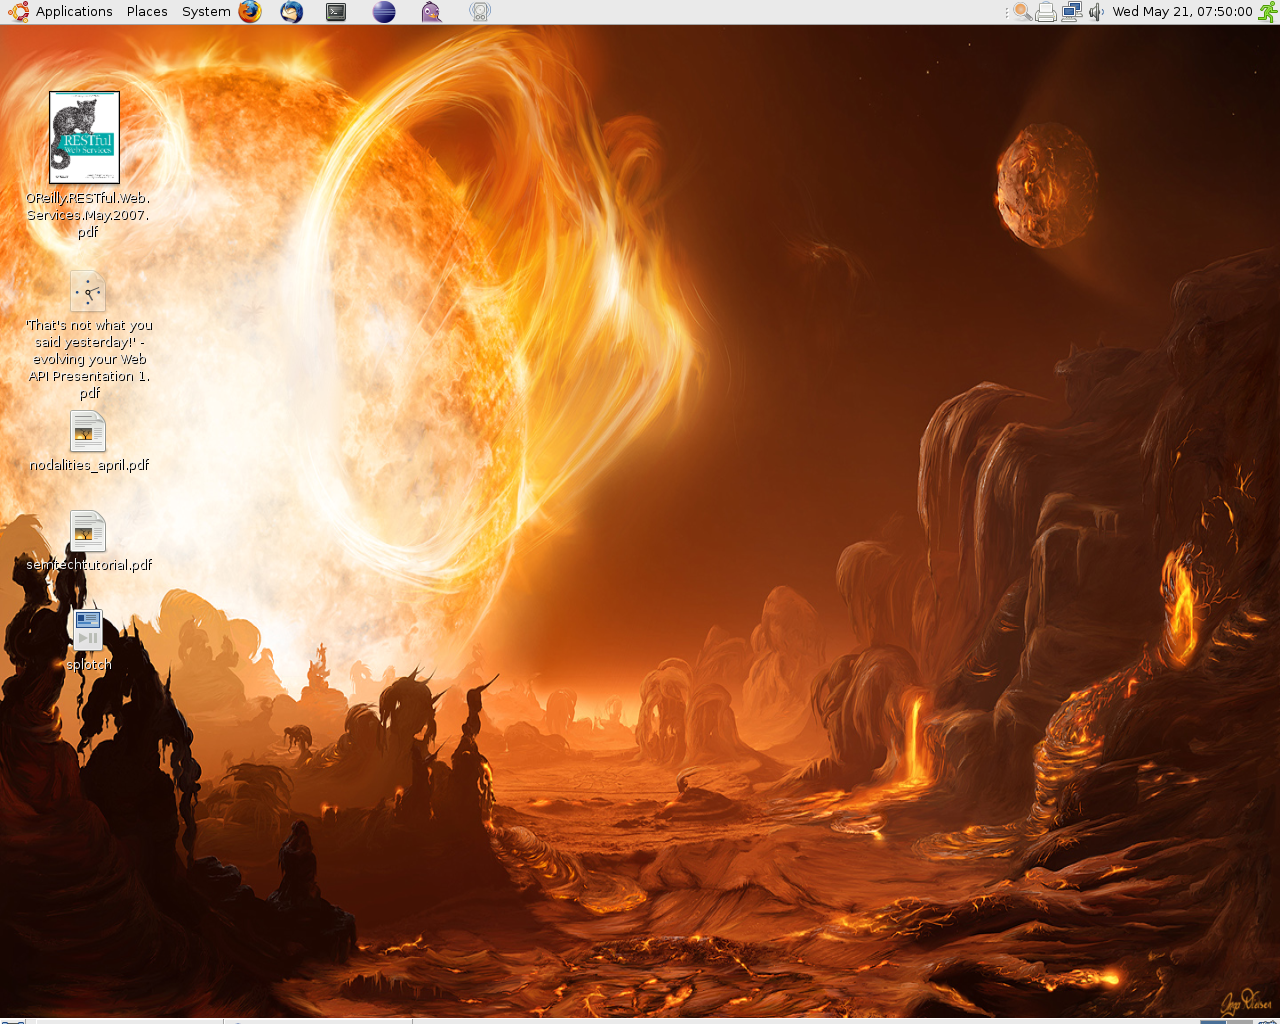 Applications Places System
Wed May 21, 07:50:00
RESTful
Web Services
OReilly.RESTful.Web.
Services.May.2007.
pdf
'That's not what you
said yesterday!' -
evolving your Web
API Presentation 1.
pdf
nodalities_april.pdf
semtechtutorial.pdf
splotch